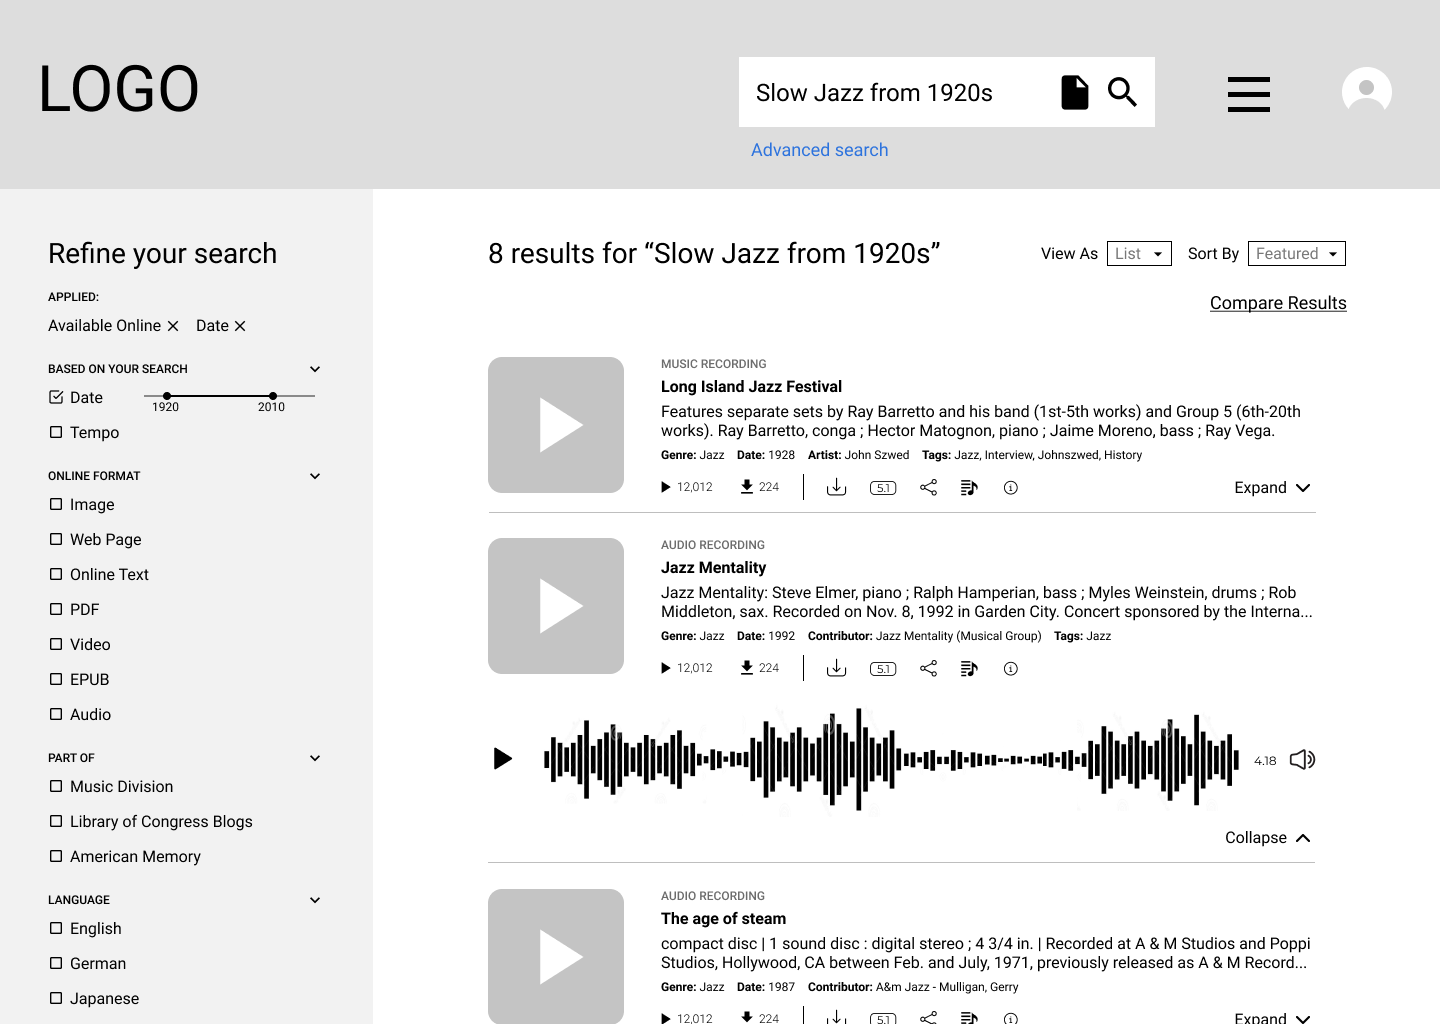 LOGO
Slow Jazz from 1920s
Advanced search
Refine your search
APPLIED:
Available Online Date
BASED ON YOUR SEARCH
Date
1920 2010
Tempo
ONLINE FORMAT
Image
Web Page
Online Text
PDF
Video
EPUB
Audio
PART OF
Music Division
Library of Congress Blogs
American Memory
LANGUAGE
English
German
Japanese
8 results for “Slow Jazz from 1920s”
View As List Sort By Featured
Compare Results
MUSIC RECORDING
Long Island Jazz Festival
Features separate sets by Ray Barretto and his band (1st-5th works) and Group 5 (6th-20th
works). Ray Barretto, conga ; Hector Matognon, piano ; Jaime Moreno, bass ; Ray Vega.
Genre: Jazz Date: 1928 Artist: John Szwed Tags: Jazz, Interview, Johnszwed, History
12,012 224 5.1 Expand
AUDIO RECORDING
Jazz Mentality
Jazz Mentality: Steve Elmer, piano ; Ralph Hamperian, bass ; Myles Weinstein, drums ; Rob
Middleton, sax. Recorded on Nov. 8, 1992 in Garden City. Concert sponsored by the Interna...
Genre: Jazz Date: 1992 Contributor: Jazz Mentality (Musical Group) Tags: Jazz
12,012 224 5.1
4.18
Collapse
AUDIO RECORDING
The age of steam
compact disc | 1 sound disc : digital stereo ; 4 3/4 in. | Recorded at A & M Studios and Poppi
Studios, Hollywood, CA between Feb. and July, 1971, previously released as A & M Record...
Genre: Jazz Date: 1987 Contributor: A&m Jazz - Mulligan, Gerry
12,012 224 5.1 Expand